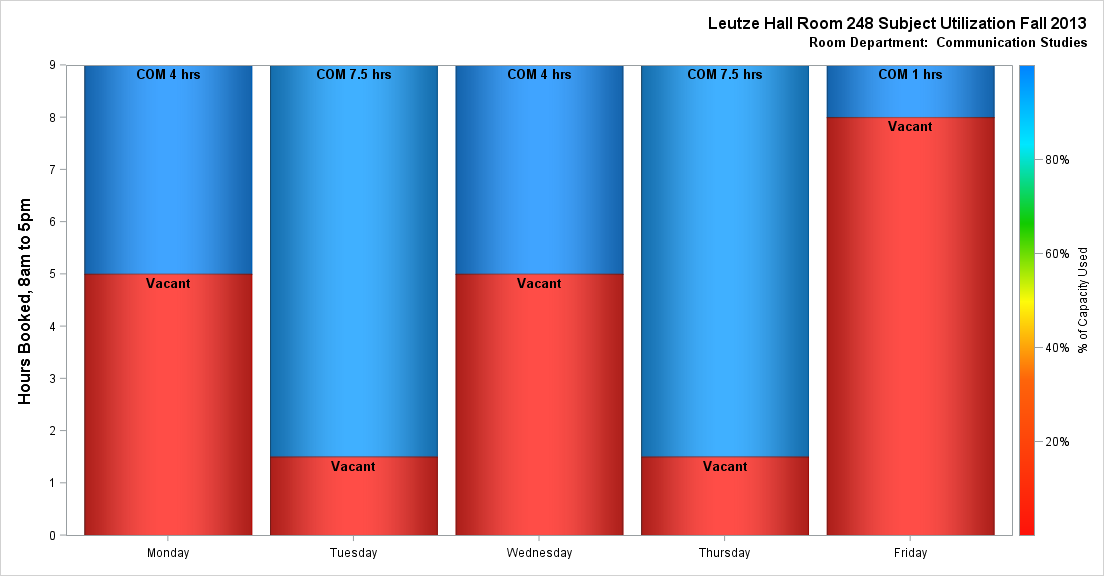 Leutze Hall Room 248 Subject Utilization Fall 2013
Room Department:  Communication Studies
Hours Booked, 8am to 5pm
9
8
7
6
5
4
3
2
1
0
COM 4 hrs
Vacant
COM 7.5 hrs
Vacant
COM 4 hrs
Vacant
COM 7.5 hrs
Vacant
COM 1 hrs
Vacant
Monday
Tuesday
Wednesday
Thursday
Friday
80%
60%
40%
20%
% of Capacity Used